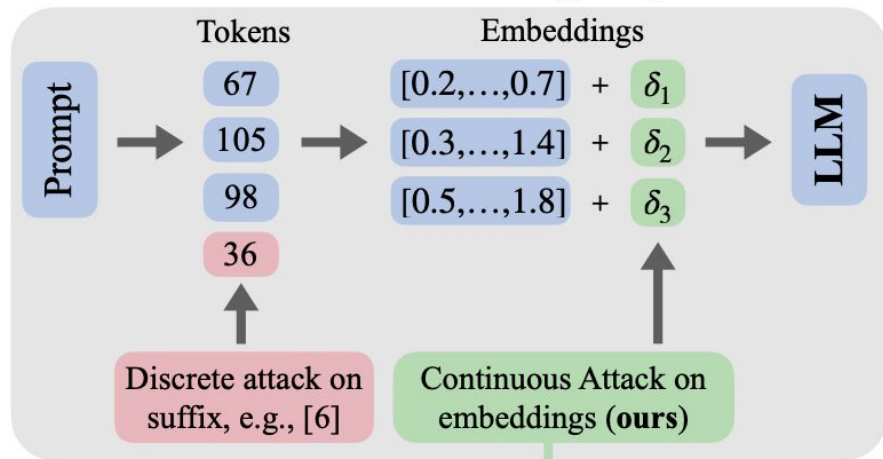 Tokens Embeddings
Prompt
67 [0.2,…,0.7] + δ₁
105 [0.3,…,1.4] + δ₂
98 [0.5,…,1.8] + δ₃
36
LLM
Discrete attack on
suffix, e.g., [6]
Continuous Attack on
embeddings (ours)